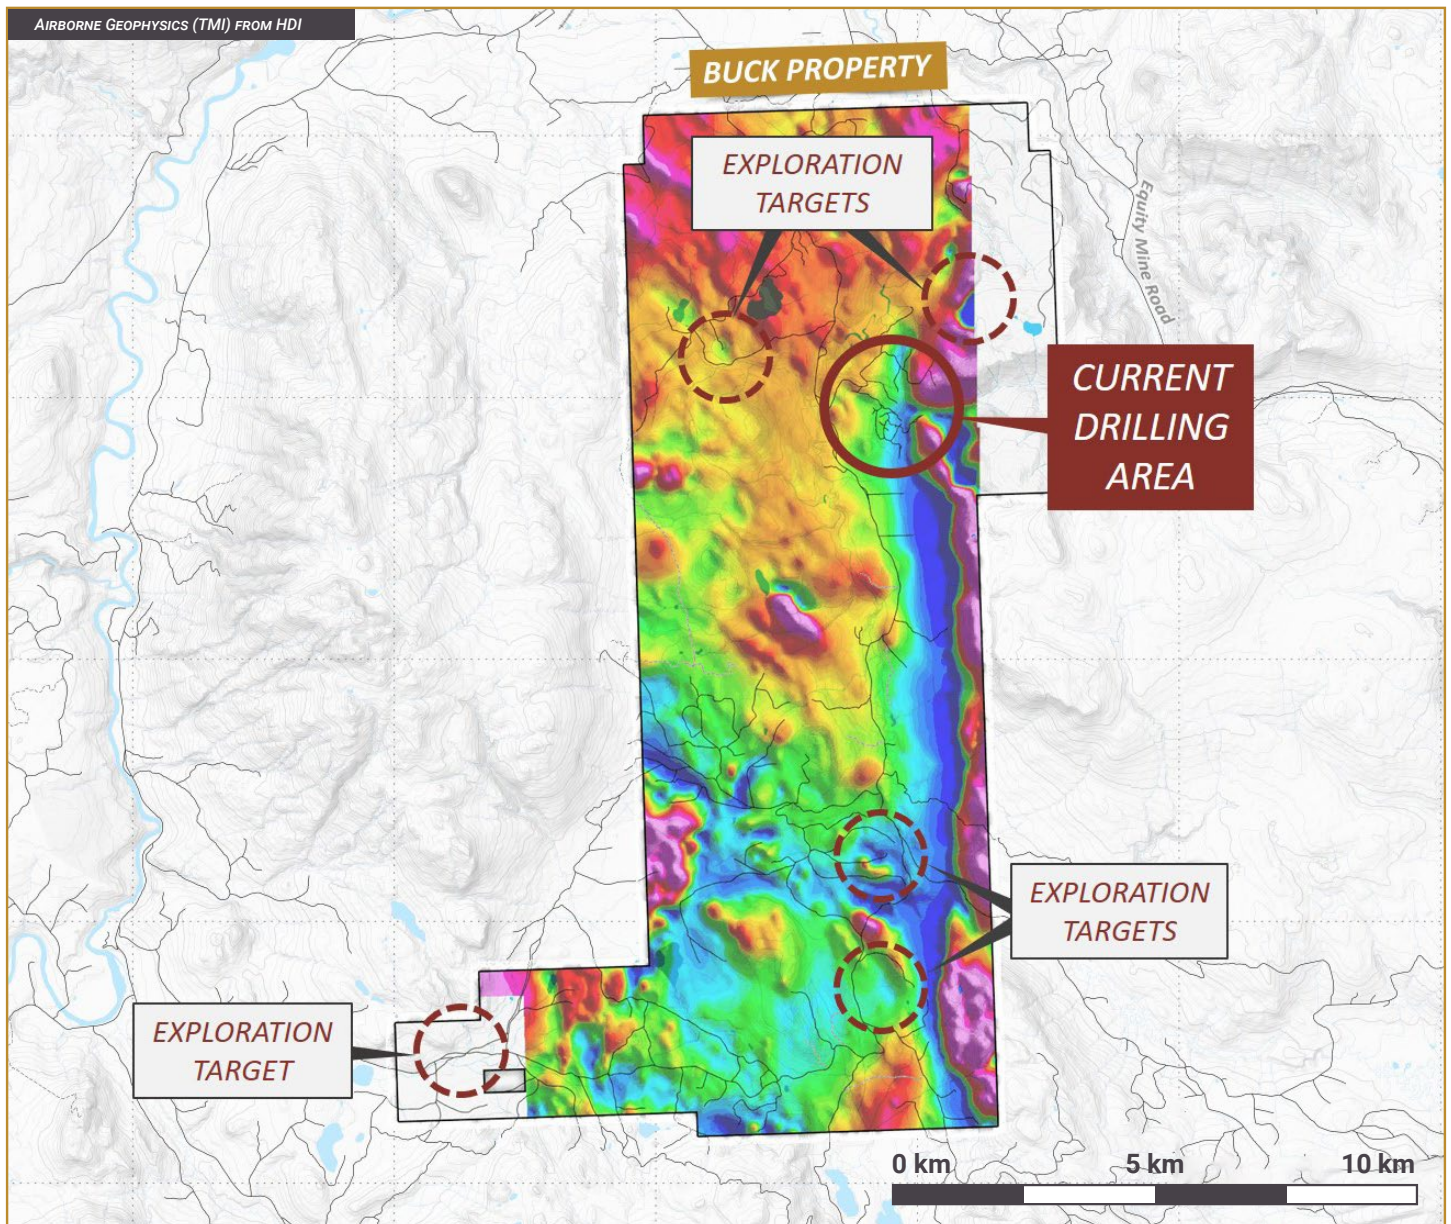 AIRBORNE GEOPHYSICS (TMI) FROM HDI
BUCK PROPERTY
EXPLORATION
TARGETS
Equity Mine Road
CURRENT
DRILLING
AREA
EXPLORATION
TARGETS
EXPLORATION
TARGET
0 km 5 km 10 km